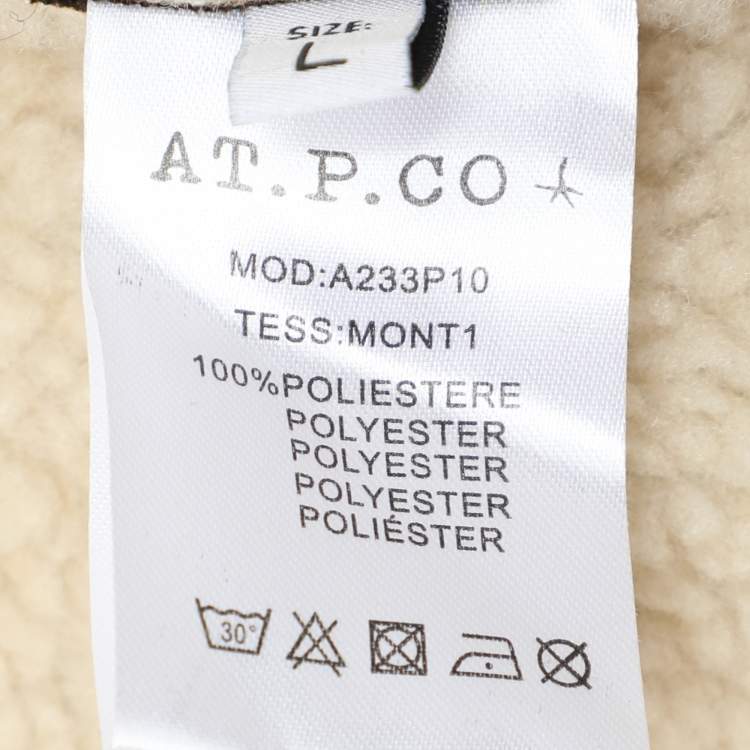 SIZE:
L
AT.P.CO
MOD:A233P10
TESS:MONT1
100%POLIESTERE
POLYESTER
POLYESTER
POLYESTER
POLIÉSTER
30°